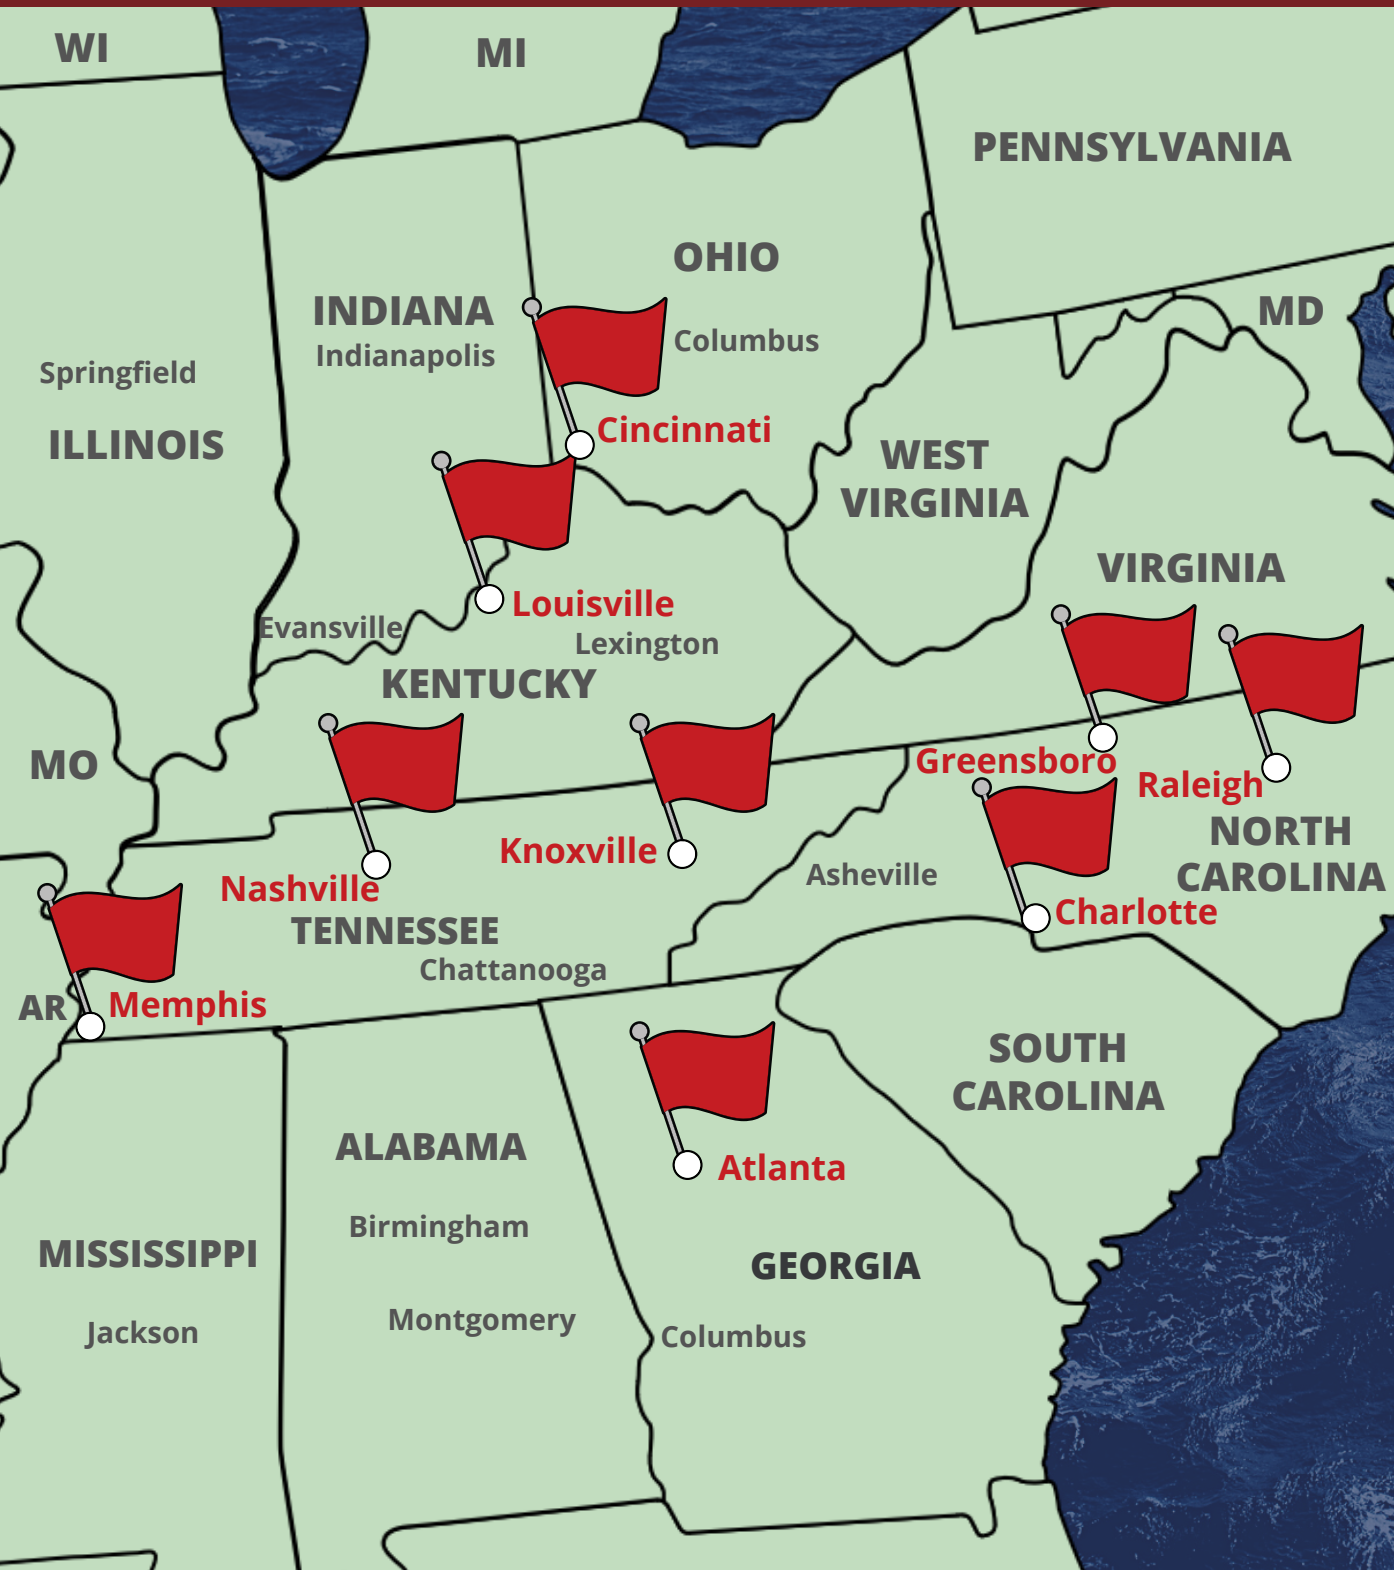 WI
MI
PENNSYLVANIA
OHIO
INDIANA
MD
Indianapolis
Columbus
Springfield
Cincinnati
ILLINOIS
WEST
VIRGINIA
VIRGINIA
Louisville
Evansville
Lexington
KENTUCKY
MO
Greensboro
Raleigh
NORTH
CAROLINA
Knoxville
Asheville
Nashville
Charlotte
TENNESSEE
Chattanooga
AR
Memphis
SOUTH
CAROLINA
ALABAMA
Atlanta
Birmingham
MISSISSIPPI
GEORGIA
Montgomery
Jackson
Columbus